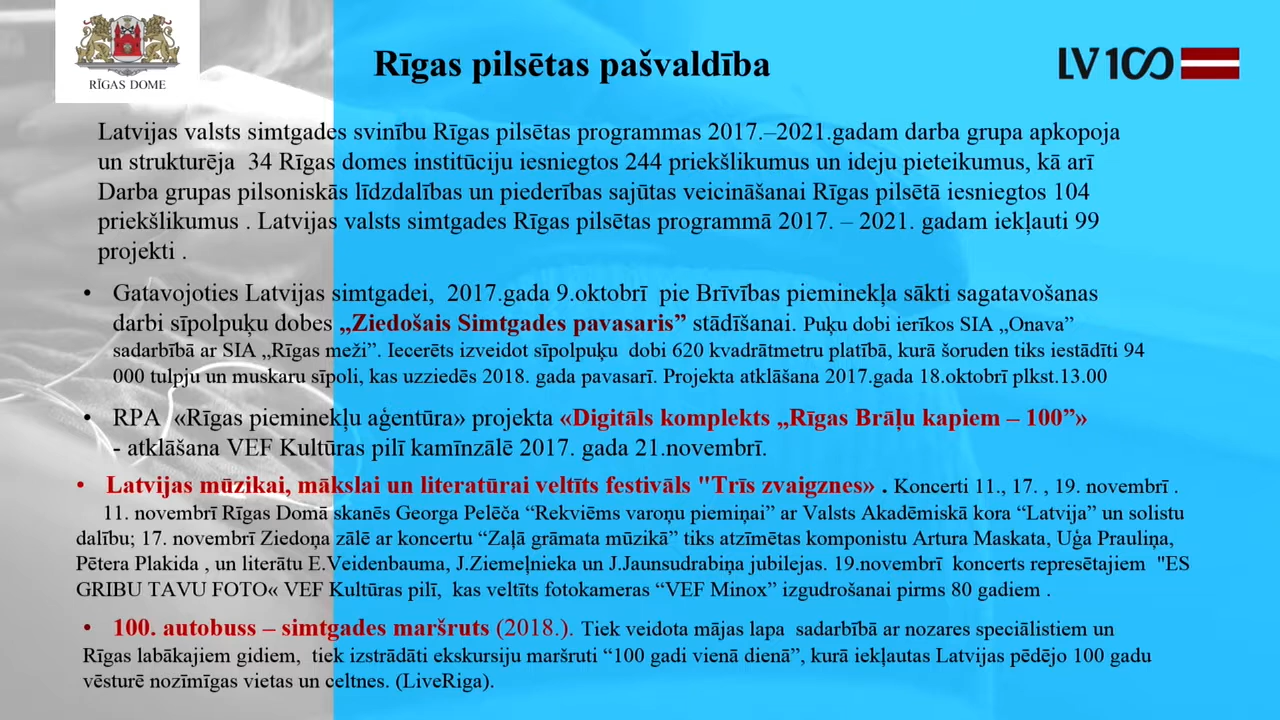 RĪGAS DOME
Rīgas pilsētas pašvaldība
LV100
Latvijas valsts simtgades svinību Rīgas pilsētas programmas 2017.–2021.gadam darba grupa apkopoja
un strukturēja 34 Rīgas domes institūciju iesniegtos 244 priekšlikumus un ideju pieteikumus, kā arī
Darba grupas pilsoniskās līdzdalības un piederības sajūtas veicināšanai Rīgas pilsētā iesniegtos 104
priekšlikumus . Latvijas valsts simtgades Rīgas pilsētas programmā 2017. – 2021. gadam iekļauti 99
projekti .
• Gatavojoties Latvijas simtgadei, 2017.gada 9.oktobrī pie Brīvības pieminekļa sākti sagatavošanas
darbi sīpolpuķu dobes „Ziedošais Simtgades pavasaris” stādīšanai. Puķu dobi ierīkos SIA „Onava”
sadarbībā ar SIA „Rīgas meži”. Iecerēts izveidot sīpolpuķu dobi 620 kvadrātmetru platībā, kurā šoruden tiks iestādīti 94
000 tulpju un muskaru sīpoli, kas uzziedēs 2018. gada pavasarī. Projekta atklāšana 2017.gada 18.oktobrī plkst.13.00
• RPA «Rīgas pieminekļu aģentūra» projekta «Digitāls komplekts „Rīgas Brāļu kapiem – 100”»
- atklāšana VEF Kultūras pilī kamīnzālē 2017. gada 21.novembrī.
• Latvijas mūzikai, mākslai un literatūrai veltīts festivāls "Trīs zvaigznes» . Koncerti 11., 17. , 19. novembrī .
11. novembrī Rīgas Domā skanēs Georga Pelēča “Rekviēms varoņu piemiņai” ar Valsts Akadēmiskā kora “Latvija” un solistu
dalību; 17. novembrī Ziedoņa zālē ar koncertu “Zaļā grāmata mūzikā” tiks atzīmētas komponistu Artura Maskata, Uģa Prauliņa,
Pētera Plakida , un literātu E.Veidenbauma, J.Ziemeļnieka un J.Jaunsudrabiņa jubilejas. 19.novembrī koncerts represētajiem "ES
GRIBU TAVU FOTO« VEF Kultūras pilī, kas veltīts fotokameras “VEF Minox” izgudrošanai pirms 80 gadiem .
• 100. autobuss – simtgades maršruts (2018.). Tiek veidota mājas lapa sadarbībā ar nozares speciālistiem un
Rīgas labākajiem gidiem, tiek izstrādāti ekskursiju maršruti “100 gadi vienā dienā”, kurā iekļautas Latvijas pēdējo 100 gadu
vēsturē nozīmīgas vietas un celtnes. (LiveRiga).